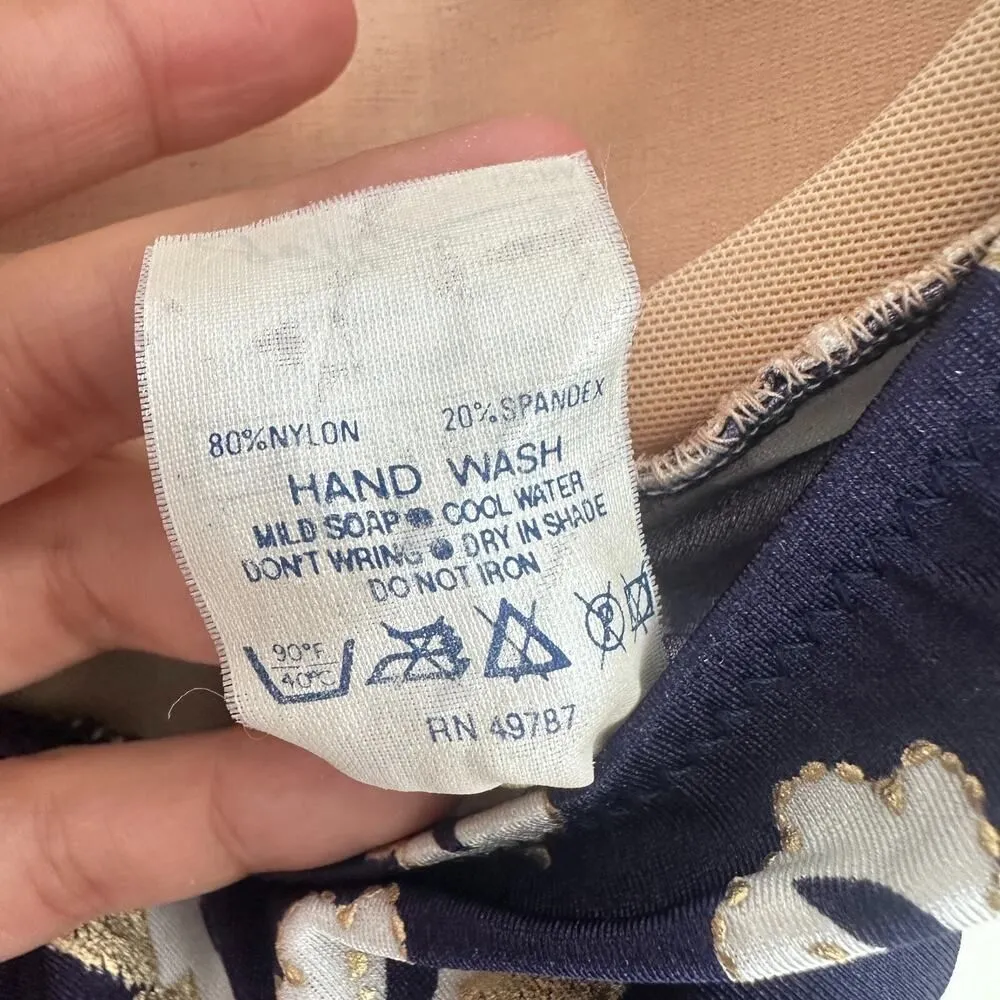 80%NYLON 20%SPANDEX
HAND WASH
MILD SOAP ● COOL WATER
DON'T WRING ● DRY IN SHADE
DO NOT IRON
90°F
40°C
P
RN 49787